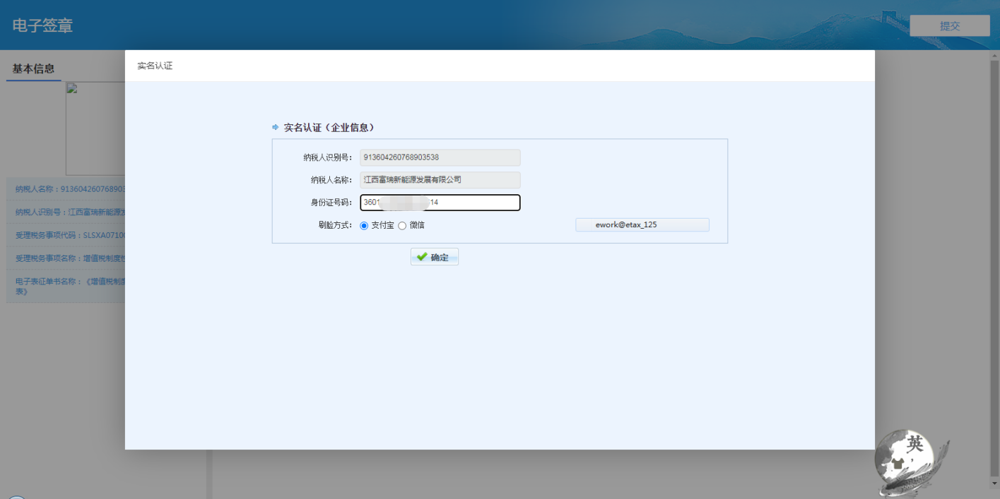 电子签章
提交
基本信息
实名认证
实名认证（企业信息）
纳税人识别号：
913604260768903538
纳税人名称：
江西富瑞新能源发展有限公司
身份证号码：
3601
14
刷脸方式：
支付宝
微信
ework@etax_125
确定
纳税人名称：913604260768903
纳税人识别号：江西富瑞新能源发
受理税务事项代码：SLSXA0710
受理税务事项名称：增值税制度
电子表征单书名称：《增值税制度
表》
英